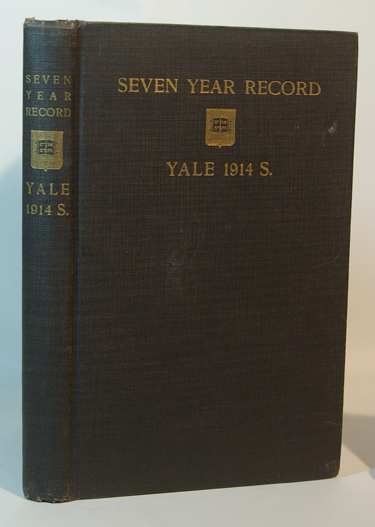 SEVEN
YEAR
RECORD
YALE
1914 S.
SEVEN YEAR RECORD
YALE 1914 S.